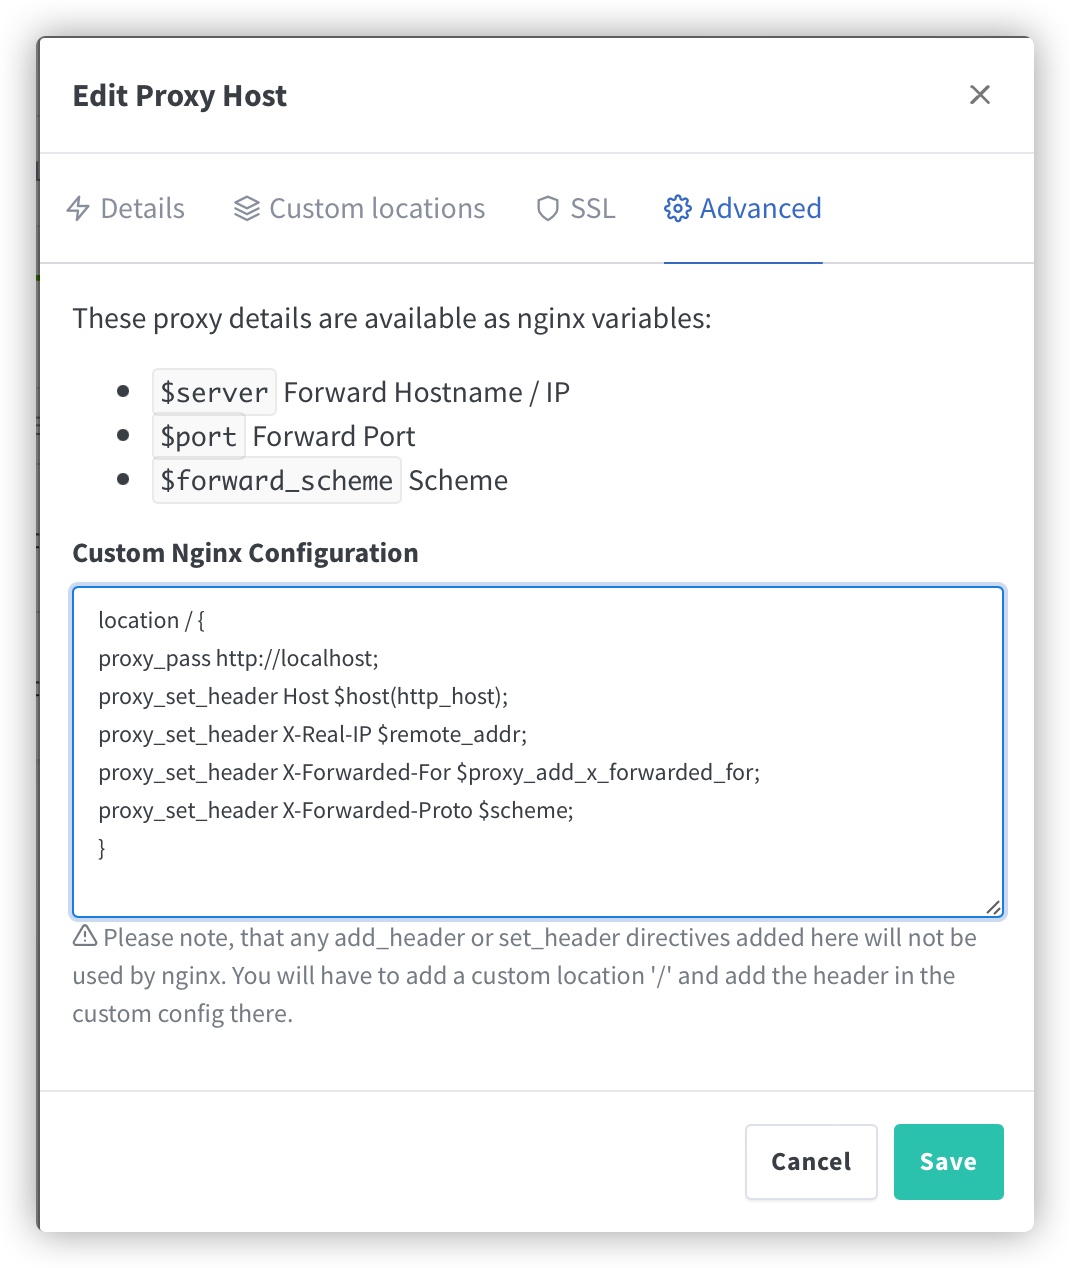 Edit Proxy Host
Details
Custom locations
SSL
Advanced
These proxy details are available as nginx variables:
$server Forward Hostname / IP
$port Forward Port
$forward_scheme Scheme
Custom Nginx Configuration
location / {
proxy_pass http://localhost;
proxy_set_header Host $host(http_host);
proxy_set_header X-Real-IP $remote_addr;
proxy_set_header X-Forwarded-For $proxy_add_x_forwarded_for;
proxy_set_header X-Forwarded-Proto $scheme;
}
Please note, that any add_header or set_header directives added here will not be
used by nginx. You will have to add a custom location '/' and add the header in the
custom config there.
Cancel
Save